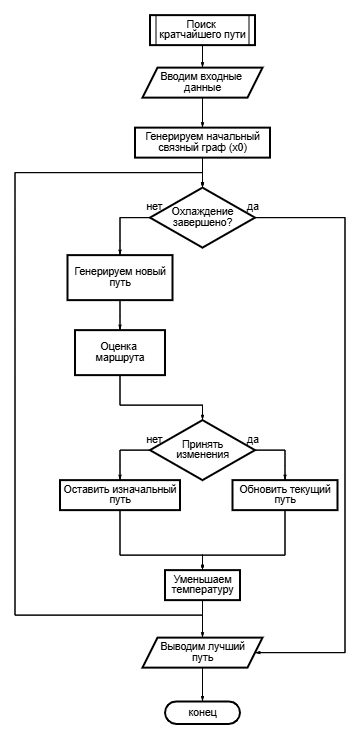 Поиск
кратчайшего пути
Вводим входные
данные
Генерируем начальный
связный граф (x0)
нет
Охлаждение
завершено?
да
Генерируем новый
путь
Оценка
маршрута
нет
Принять
изменения
да
Оставить изначальный
путь
Обновить текущий
путь
Уменьшаем
температуру
Выводим лучший
путь
конец